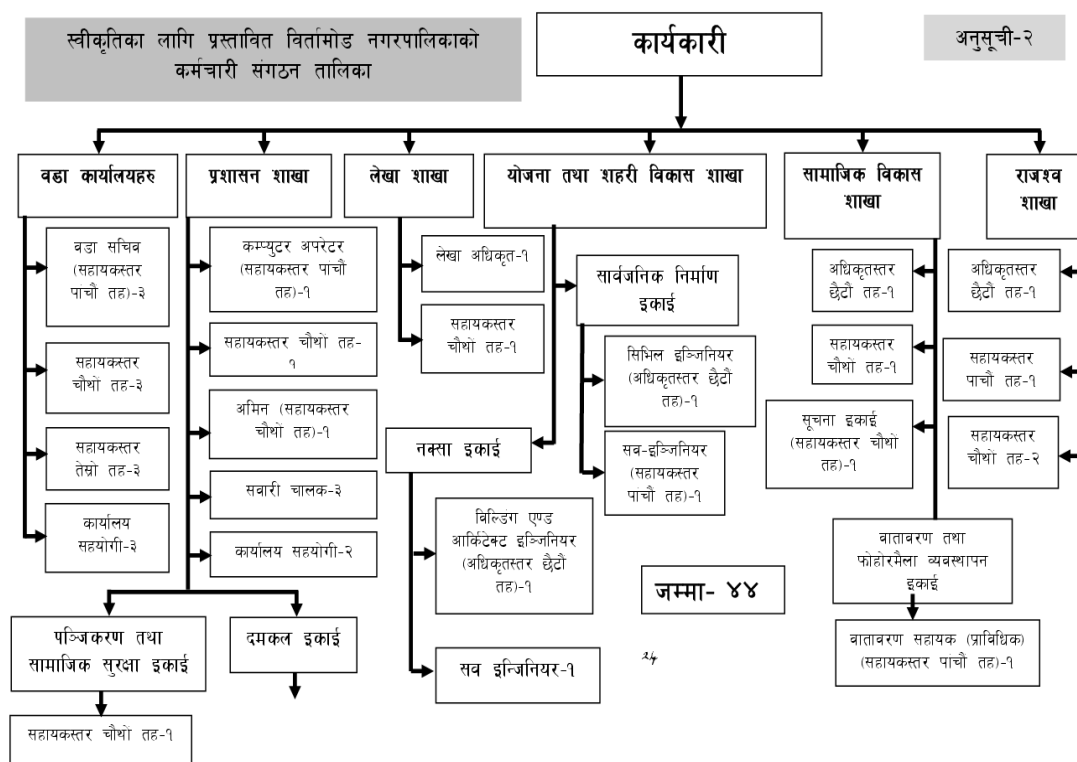 स्वीकृतिका लागि प्रस्तावित विर्तामोड नगरपालिकाको
कर्मचारी संगठन तालिका
कार्यकारी
अनुसूची-२
वडा कार्यालयहरु
प्रशासन शाखा
लेखा शाखा
योजना तथा शहरी विकास शाखा
सामाजिक विकास
शाखा
राजश्व
शाखा
वडा सचिव
(सहायकस्तर
पाचौ तह)-३
सहायकस्तर
चौथों तह-३
सहायकस्तर
तेस्रो तह-३
कार्यालय
सहयोगी-३
कम्प्युटर अपरेटर
(सहायकस्तर पांचौ
तह)-१
सहायकस्तर चौथों तह-
१
अमिन (सहायकस्तर
चौथों तह)-१
सवारी चालक-३
कार्यालय सहयोगी-२
पञ्जिकरण तथा
सामाजिक सुरक्षा इकाई
सहायकस्तर चौथों तह-१
दमकल इकाई
लेखा अधिकृत-१
सहायकस्तर
चौथों तह-१
सार्वजनिक निर्माण
इकाई
सिभिल इञ्जिनियर
(अधिकृतस्तर छैटौं
तह)-१
सव-इञ्जिनियर
(सहायकस्तर
पांचौं तह)-१
नक्सा इकाई
विल्डिंग एण्ड
आर्किटेक्ट इञ्जिनियर
(अधिकृतस्तर छैटौं
तह)-१
सव इन्जिनियर-१
अधिकृतस्तर
छैटौं तह-१
सहायकस्तर
चौथों तह-१
सूचना इकाई
(सहायकस्तर चौथों
तह)-१
वातावरण तथा
फोहोरमैला व्यवस्थापन
इकाई
वातावरण सहायक (प्राविधिक)
(सहायकस्तर पांचौ तह)-१
अधिकृतस्तर
छैटौं तह-१
सहायकस्तर
पाचौ तह-१
सहायकस्तर
चौथों तह-२
जम्मा- ४४